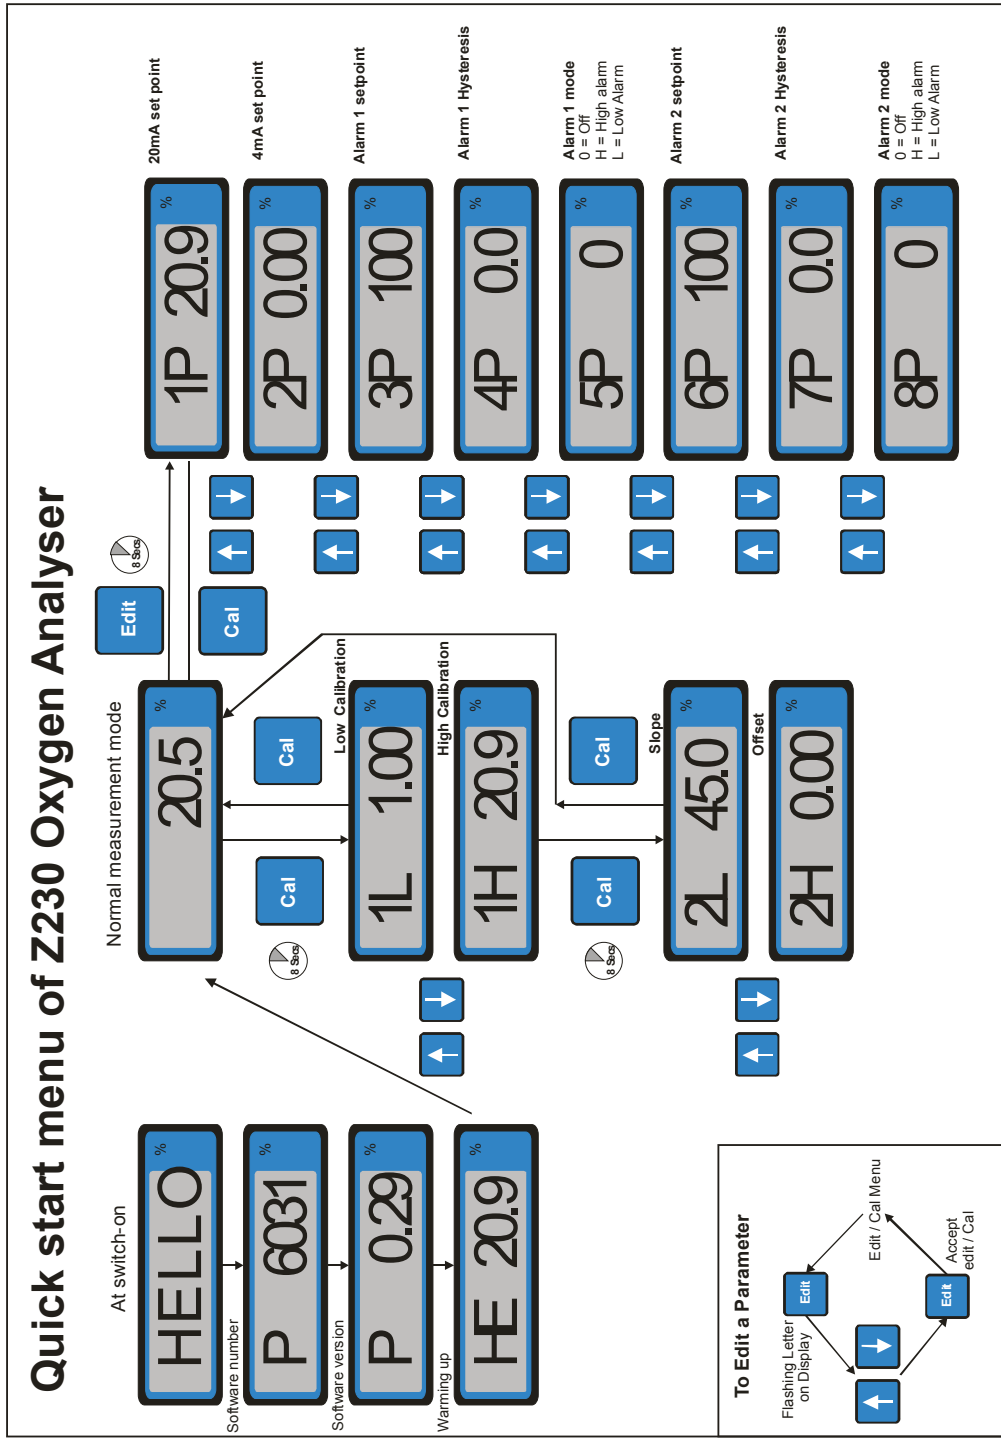 Quick start menu of Z230 Oxygen Analyser
At switch-on
HELLO %
Software number
P 6031 %
Software version
P 0.29 %
Warming up
HE 20.9 %
Normal measurement mode
20.5 %
8 Secs
Cal
Cal
Low Calibration
1L 1.00 %
High Calibration
1H 20.9 %
8 Secs
Cal
Cal
Slope
2L 45.0 %
Offset
2H 0.00 %
Edit
8 Secs
Cal
20mA set point
1P 20.9 %
4mA set point
2P 0.00 %
Alarm 1 setpoint
3P 100 %
Alarm 1 Hysteresis
4P 0.0 %
Alarm 1 mode
0 = Off
H = High alarm
L = Low Alarm
5P 0 %
Alarm 2 setpoint
6P 100 %
Alarm 2 Hysteresis
7P 0.0 %
Alarm 2 mode
0 = Off
H = High alarm
L = Low Alarm
8P 0 %
To Edit a Parameter
Flashing Letter
on Display
Edit
Edit / Cal Menu
Edit
Accept
edit / Cal